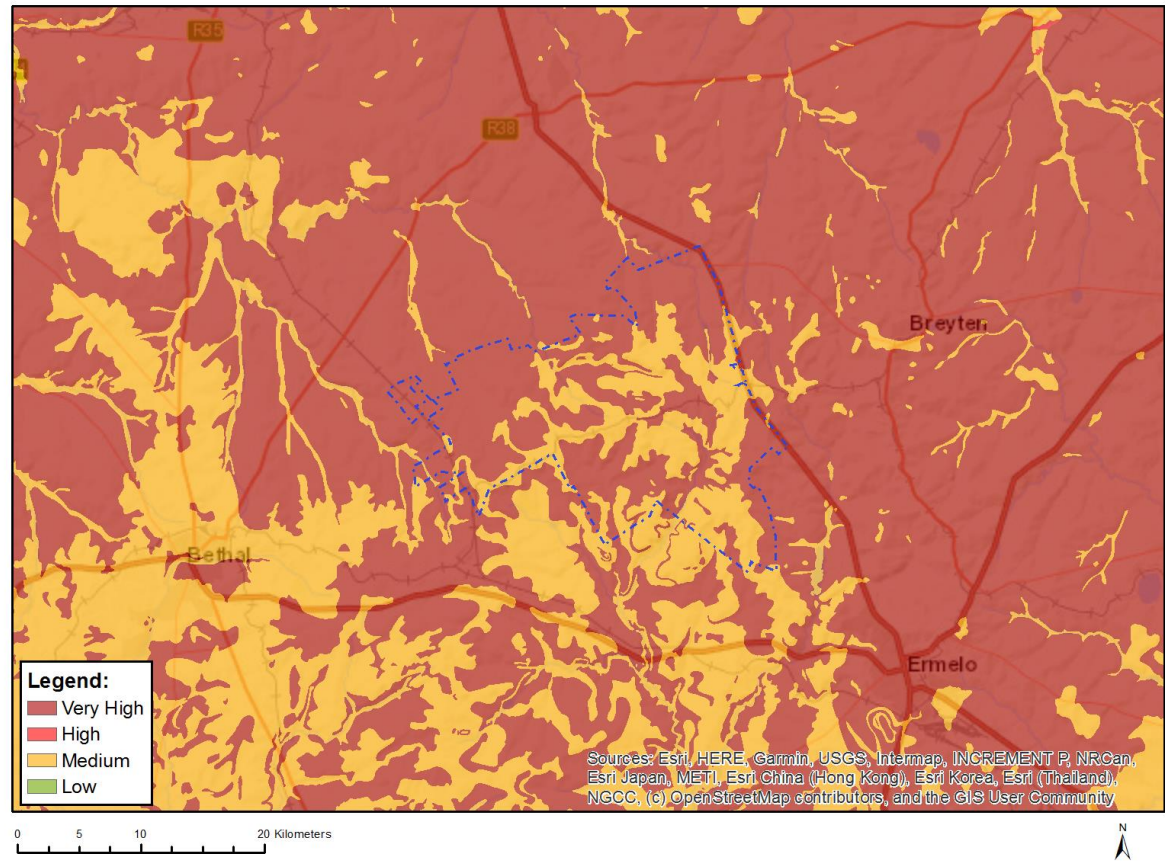 R35
R38
Breyten
Bethal
Ermelo
Legend:
Very High
High
Medium
Low
Sources: Esri, HERE, Garmin, USGS, Intermap, INCREMENT P, NRCan,
Esri Japan, METI, Esri China (Hong Kong), Esri Korea, Esri (Thailand),
NGCC, (c) OpenStreetMap contributors, and the GIS User Community
0 5 10 20 Kilometers
N